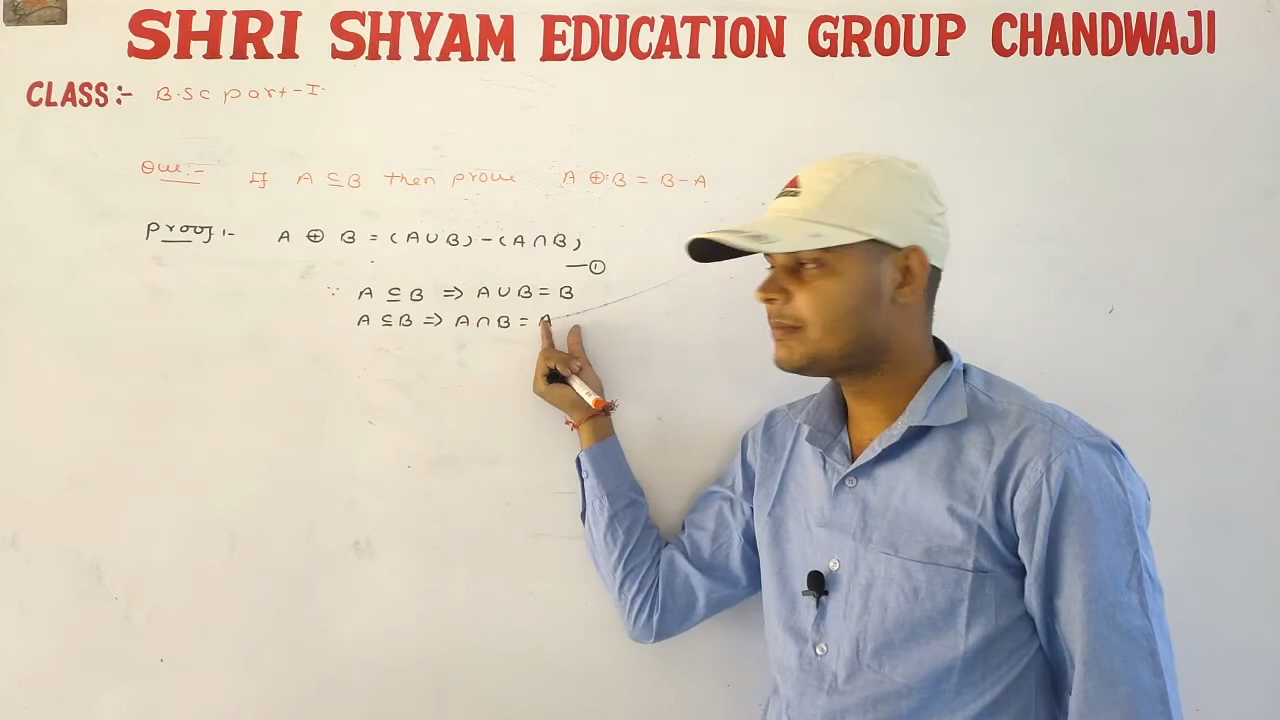 SHRI SHYAM EDUCATION GROUP CHANDWAJI
CLASS:- B.Sc part-I.
Que:- If A ⊆ B then prove A ⊕ B = B - A
Proof:- A ⊕ B = (A ∪ B) - (A ∩ B)
—①
∵ A ⊆ B ⇒ A ∪ B = B
A ⊆ B ⇒ A ∩ B = A